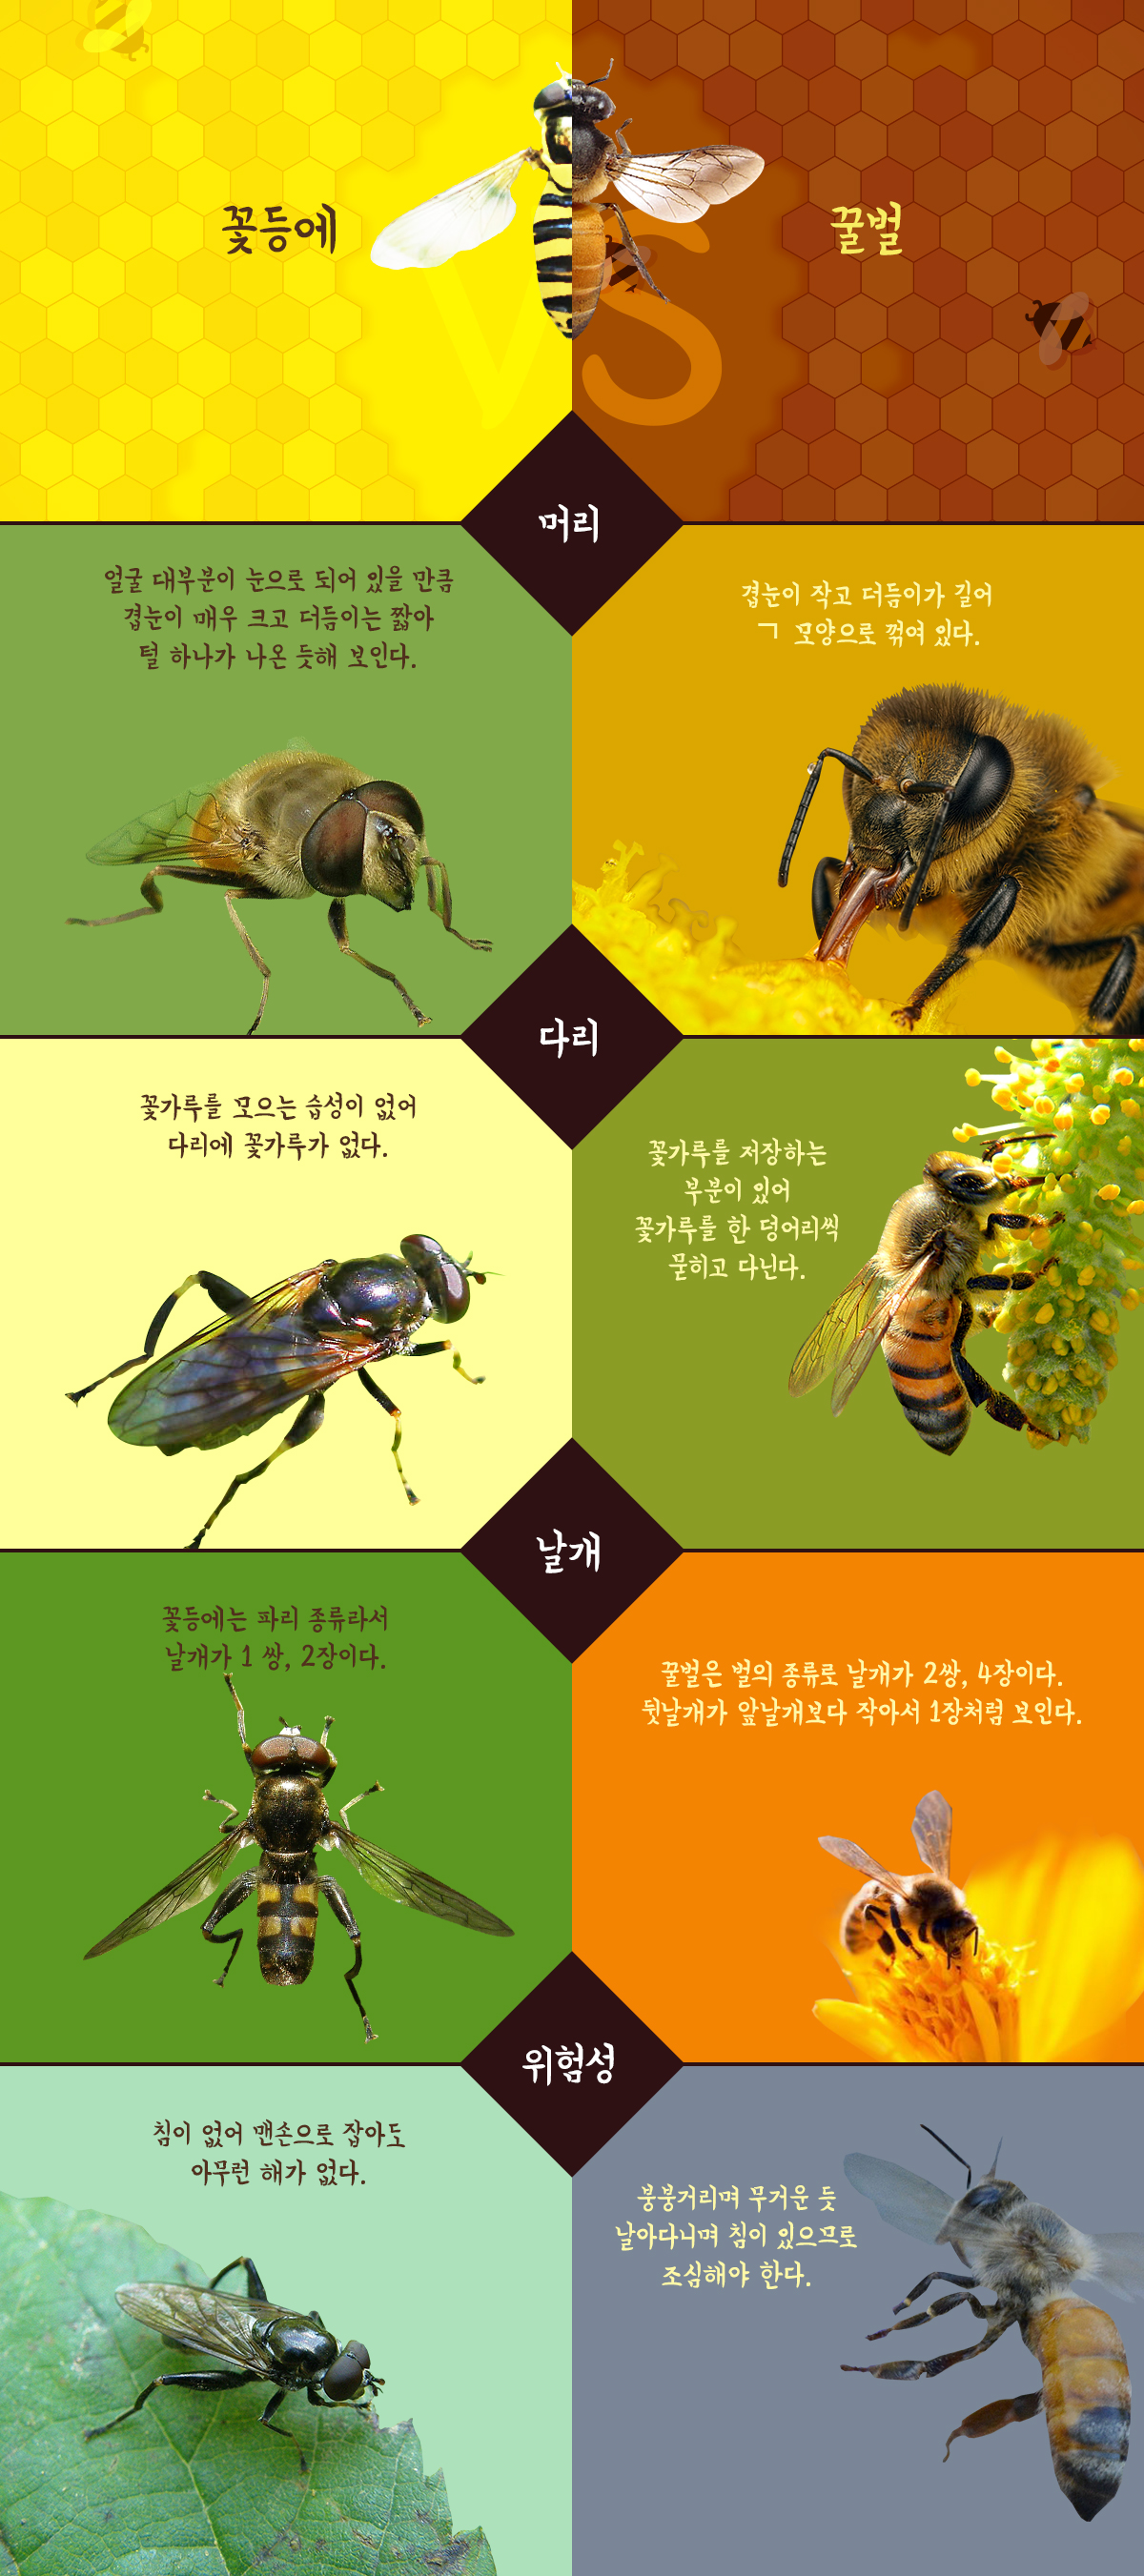 꽃등에
VS
꿀벌
머리
얼굴 대부분이 눈으로 되어 있을 만큼
겹눈이 매우 크고 더듬이는 짧아
털 하나가 나온 듯해 보인다.
겹눈이 작고 더듬이가 길어
ㄱ 모양으로 꺾여 있다.
다리
꽃가루를 모으는 습성이 없어
다리에 꽃가루가 없다.
꽃가루를 저장하는
부분이 있어
꽃가루를 한 덩어리씩
묻히고 다닌다.
날개
꽃등에는 파리 종류라서
날개가 1 쌍, 2장이다.
꿀벌은 벌의 종류로 날개가 2쌍, 4장이다.
뒷날개가 앞날개보다 작아서 1장처럼 보인다.
위험성
침이 없어 맨손으로 잡아도
아무런 해가 없다.
붕붕거리며 무거운 듯
날아다니며 침이 있으므로
조심해야 한다.